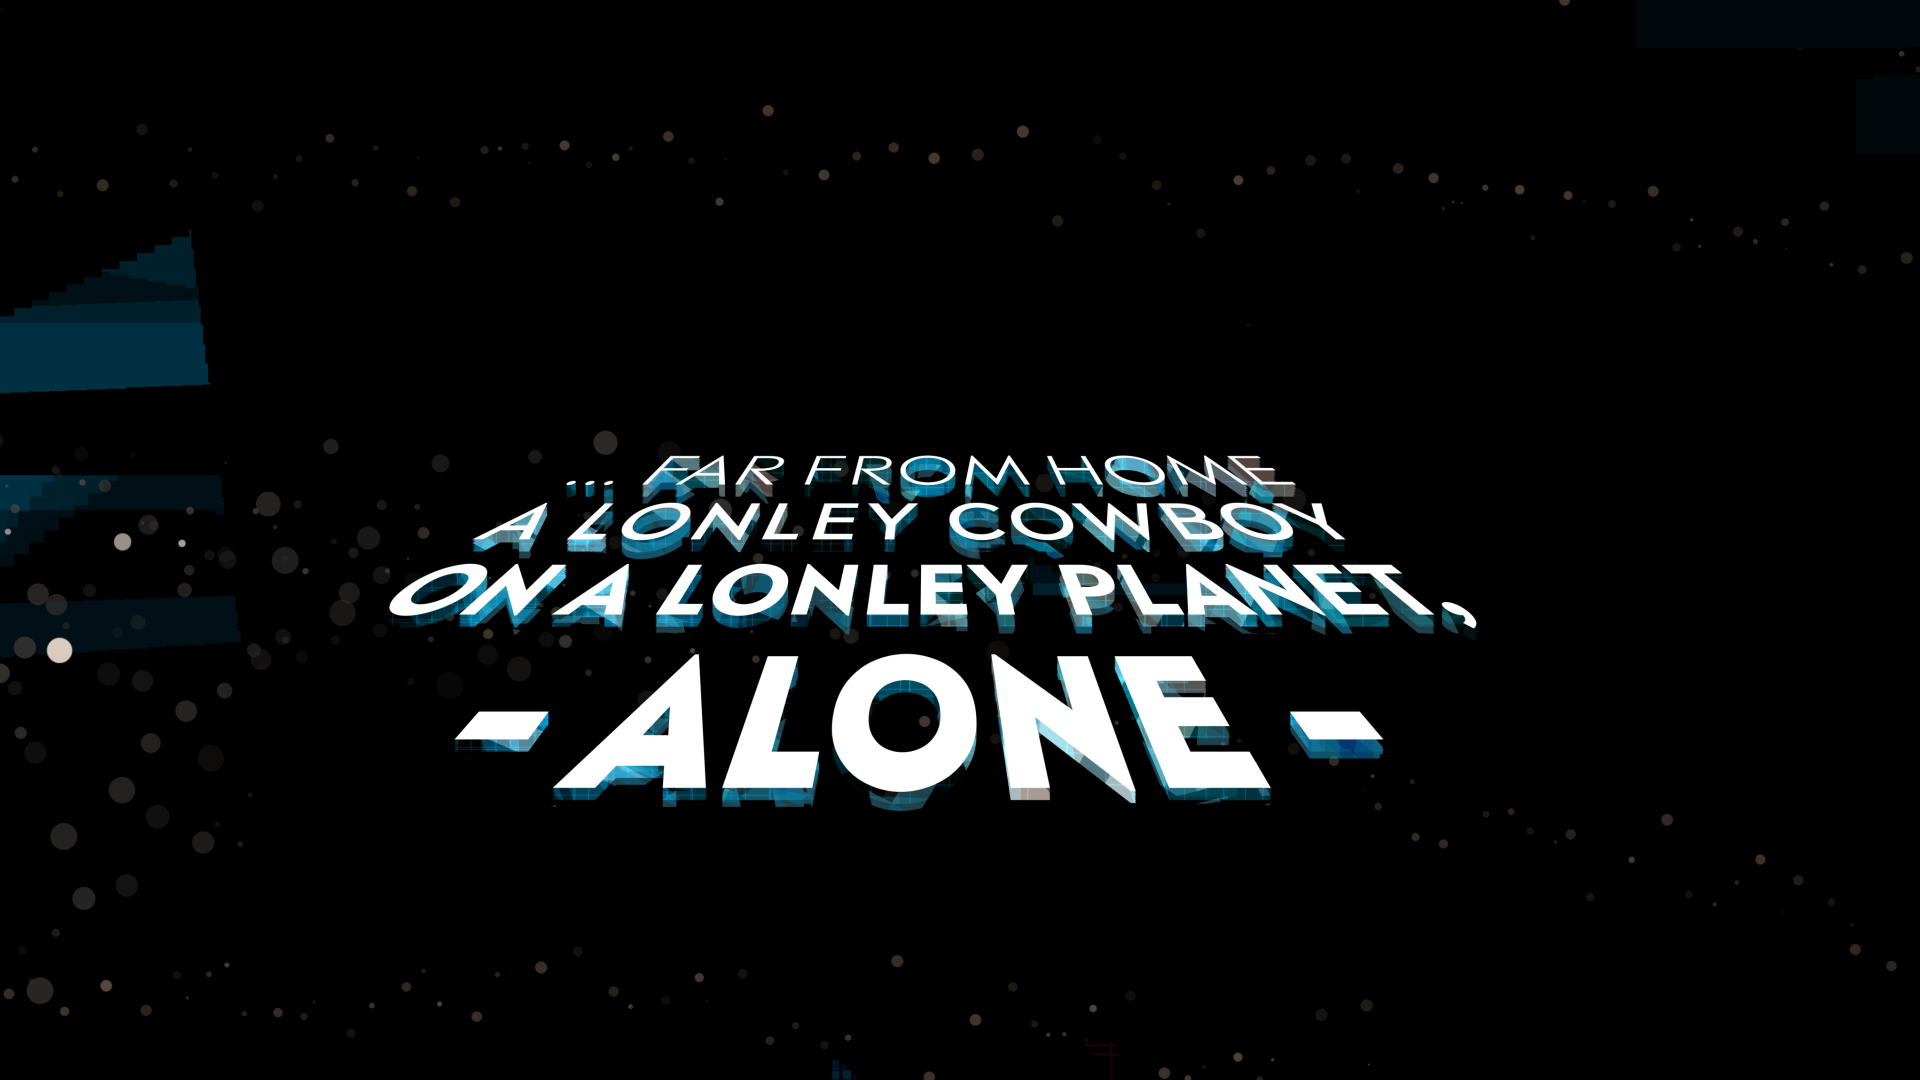 ... FAR FROM HOME
A LONLEY COWBOY
ON A LONLEY PLANET,
- ALONE -